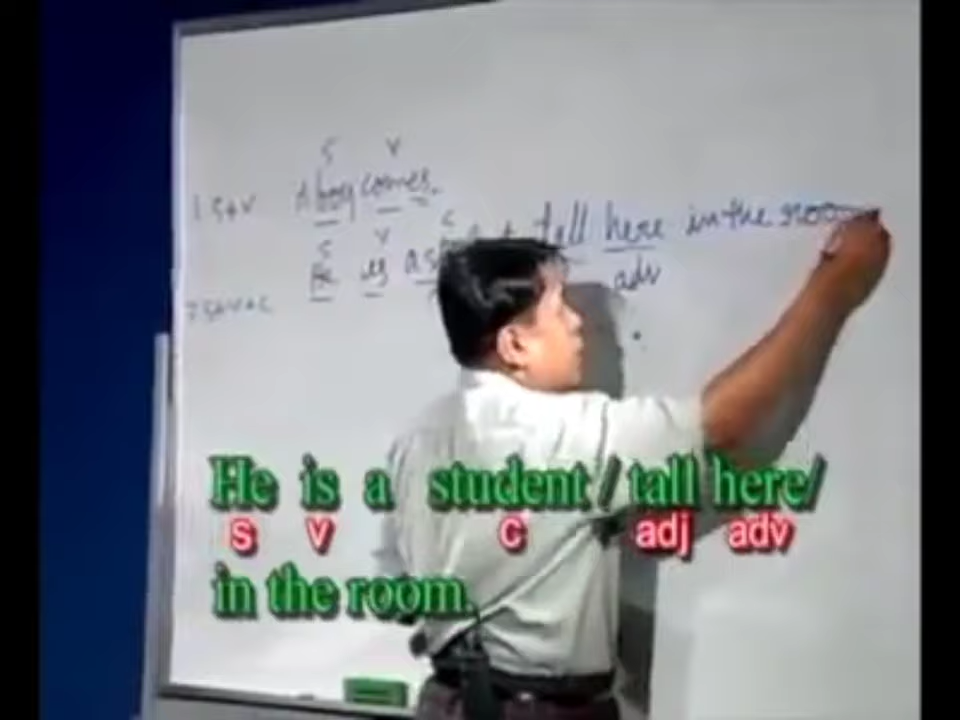 S V
1 S+V A boy comes.
S V C
He is a s tall here in the room
adv
2 S+V+C
He is a student / tall here/
S V C adj adv
in the room.